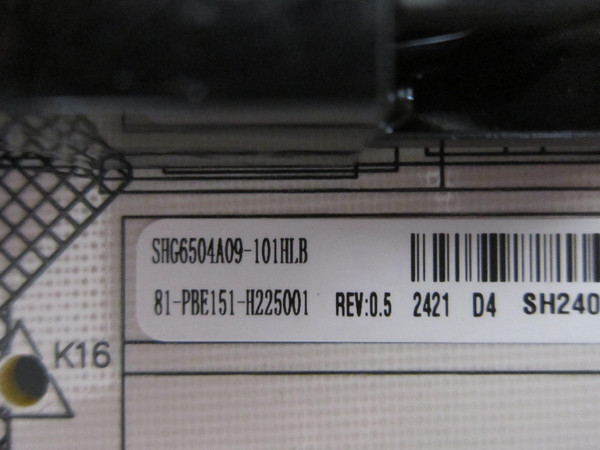 SHG6504A09-101HLB
81-PBE151-H225001 REV:0.5 2421 D4 SH240
K16